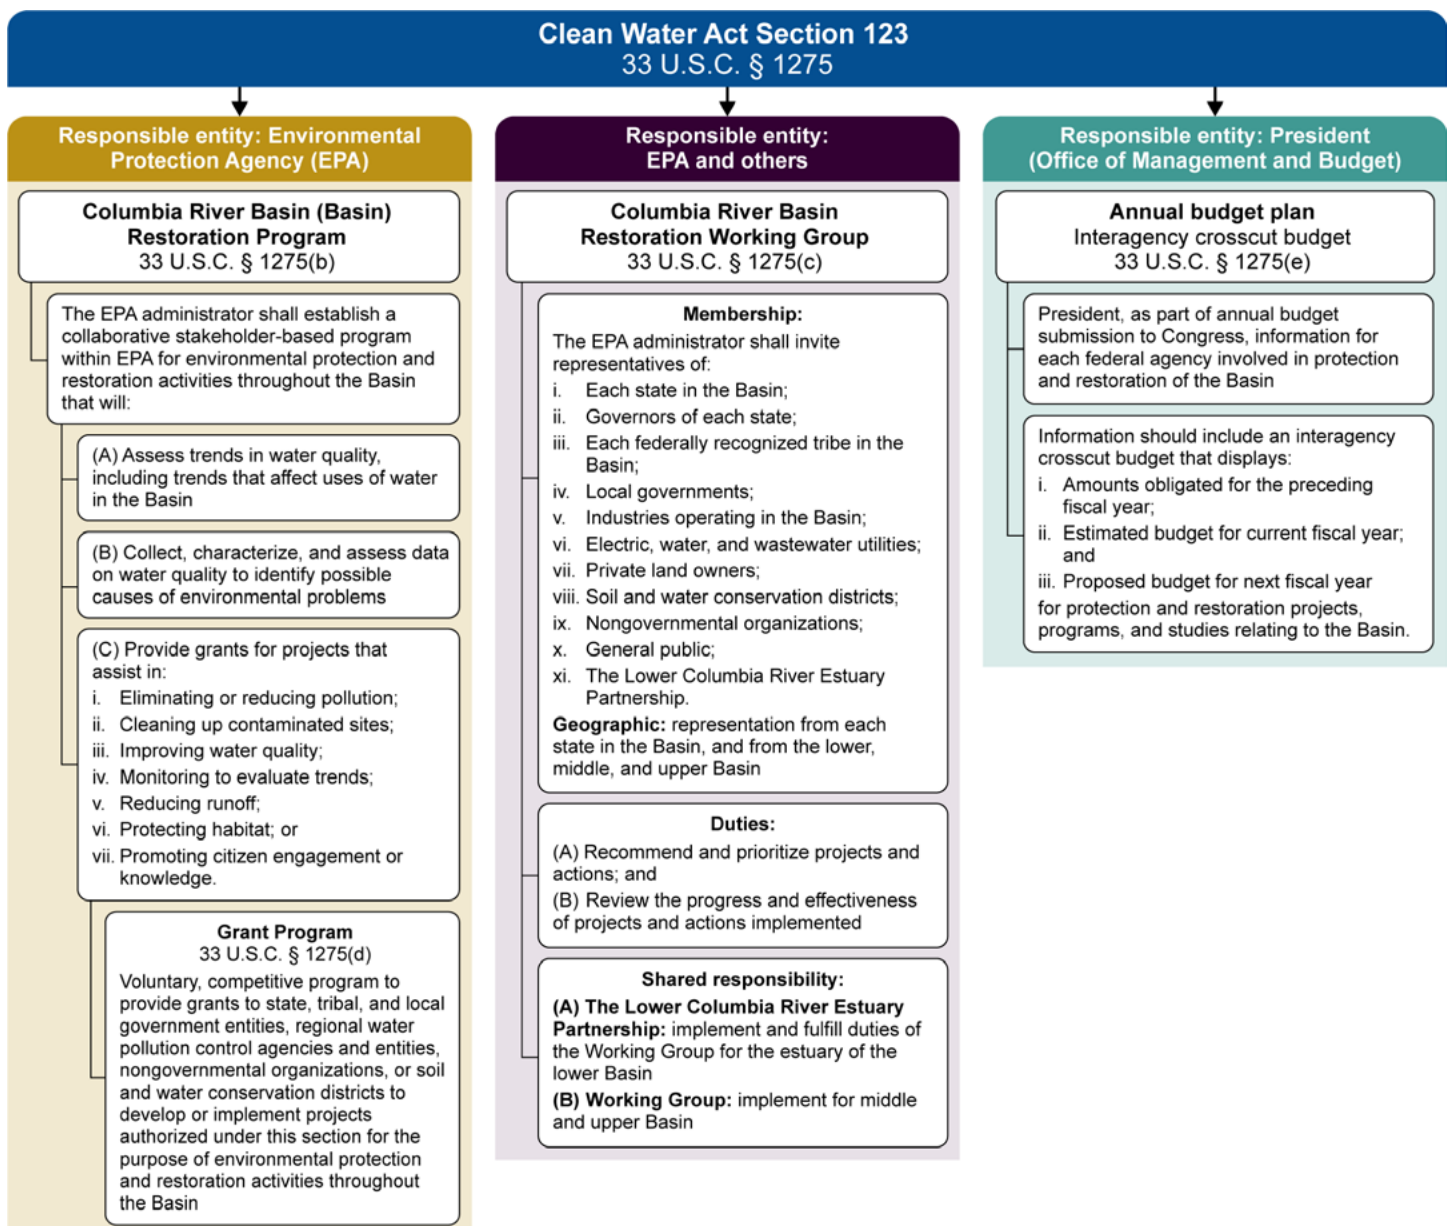 Clean Water Act Section 123
33 U.S.C. § 1275
Responsible entity: Environmental
Protection Agency (EPA)
Columbia River Basin (Basin)
Restoration Program
33 U.S.C. § 1275(b)
The EPA administrator shall establish a
collaborative stakeholder-based program
within EPA for environmental protection and
restoration activities throughout the Basin
that will:
(A) Assess trends in water quality,
including trends that affect uses of water
in the Basin
(B) Collect, characterize, and assess data
on water quality to identify possible
causes of environmental problems
(C) Provide grants for projects that
assist in:
i. Eliminating or reducing pollution;
ii. Cleaning up contaminated sites;
iii. Improving water quality;
iv. Monitoring to evaluate trends;
v. Reducing runoff;
vi. Protecting habitat; or
vii. Promoting citizen engagement or
knowledge.
Grant Program
33 U.S.C. § 1275(d)
Voluntary, competitive program to
provide grants to state, tribal, and local
government entities, regional water
pollution control agencies and entities,
nongovernmental organizations, or soil
and water conservation districts to
develop or implement projects
authorized under this section for the
purpose of environmental protection
and restoration activities throughout
the Basin
Responsible entity:
EPA and others
Columbia River Basin
Restoration Working Group
33 U.S.C. § 1275(c)
Membership:
The EPA administrator shall invite
representatives of:
i. Each state in the Basin;
ii. Governors of each state;
iii. Each federally recognized tribe in the
Basin;
iv. Local governments;
v. Industries operating in the Basin;
vi. Electric, water, and wastewater utilities;
vii. Private land owners;
viii. Soil and water conservation districts;
ix. Nongovernmental organizations;
x. General public;
xi. The Lower Columbia River Estuary
Partnership.
Geographic: representation from each
state in the Basin, and from the lower,
middle, and upper Basin
Duties:
(A) Recommend and prioritize projects and
actions; and
(B) Review the progress and effectiveness
of projects and actions implemented
Shared responsibility:
(A) The Lower Columbia River Estuary
Partnership: implement and fulfill duties of
the Working Group for the estuary of the
lower Basin
(B) Working Group: implement for middle
and upper Basin
Responsible entity: President
(Office of Management and Budget)
Annual budget plan
Interagency crosscut budget
33 U.S.C. § 1275(e)
President, as part of annual budget
submission to Congress, information for
each federal agency involved in protection
and restoration of the Basin
Information should include an interagency
crosscut budget that displays:
i. Amounts obligated for the preceding
fiscal year;
ii. Estimated budget for current fiscal year;
and
iii. Proposed budget for next fiscal year
for protection and restoration projects,
programs, and studies relating to the Basin.